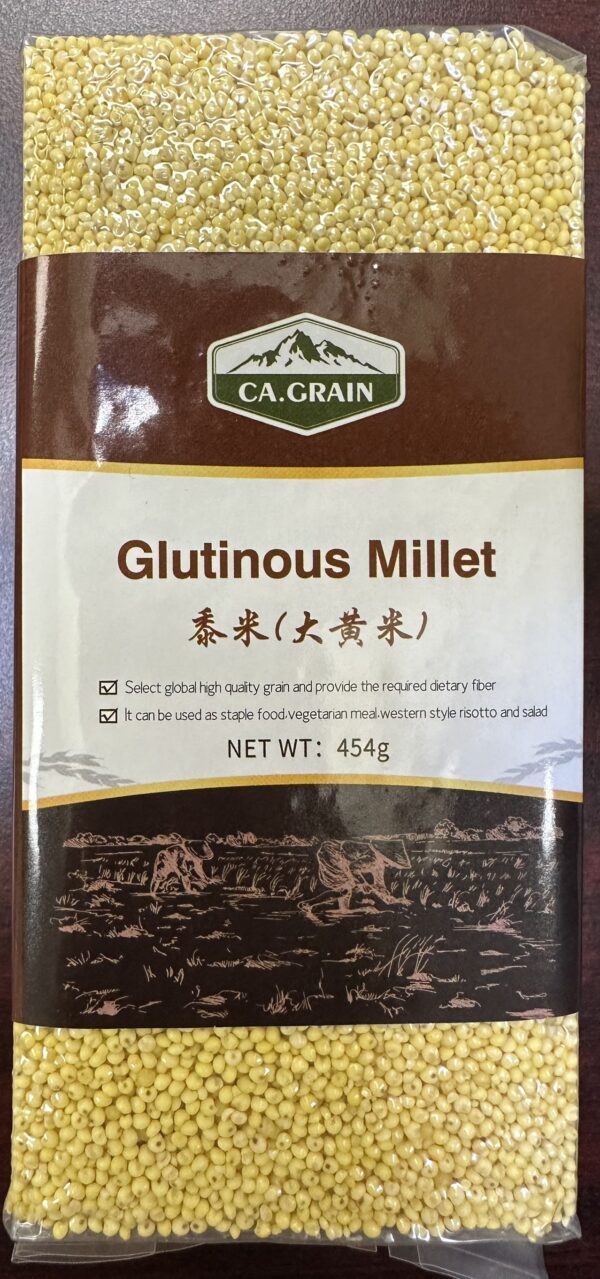 CA.GRAIN
Glutinous Millet
黍米(大黄米)
Select global high quality grain and provide the required dietary fiber
It can be used as staple food,vegetarian meal,western style risotto and salad
NET WT: 454g